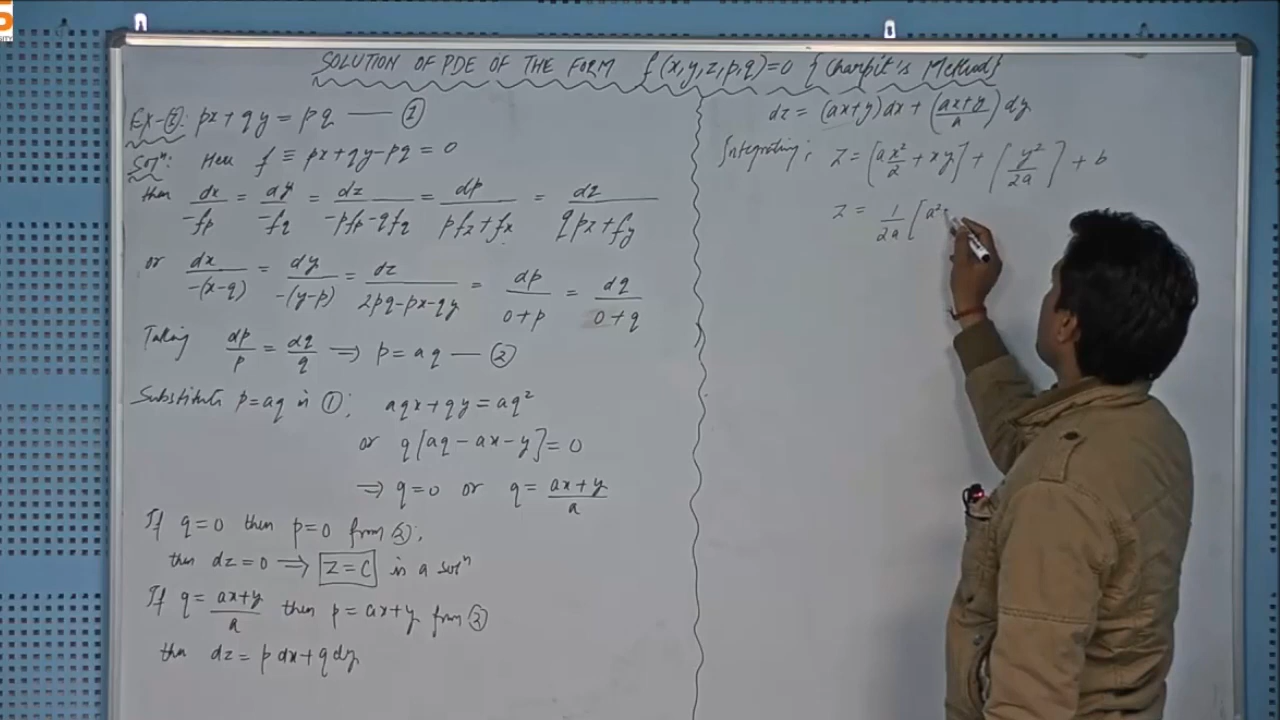 SOLUTION OF PDE OF THE FORM f(x,y,z,p,q)=0 {Charpit's Method}
Ex-②: px+qy=pq — ①
Solⁿ: Here f ≡ px+qy-pq=0
then dx/-fp = dy/-fq = dz/-pfp-qfq = dp/pfz+fx = dq/qfz+fy
or dx/-(x-q) = dy/-(y-p) = dz/2pq-px-qy = dp/0+p = dq/0+q
Taking dp/p = dq/q ⇒ p=aq — ②
Substitute p=aq in ①; aqx+qy=aq²
or q[aq-ax-y]=0
⇒ q=0 or q= ax+y/a
If q=0 then p=0 from ②;
then dz=0 ⇒ z=c is a solⁿ
If q= ax+y/a then p=ax+y from ②
then dz= p dx+q dy
dz= (ax+y)dx+(ax+y/a)dy
Integrating; z=[ax²/2+xy]+[y²/2a]+b
z= 1/2a [a²